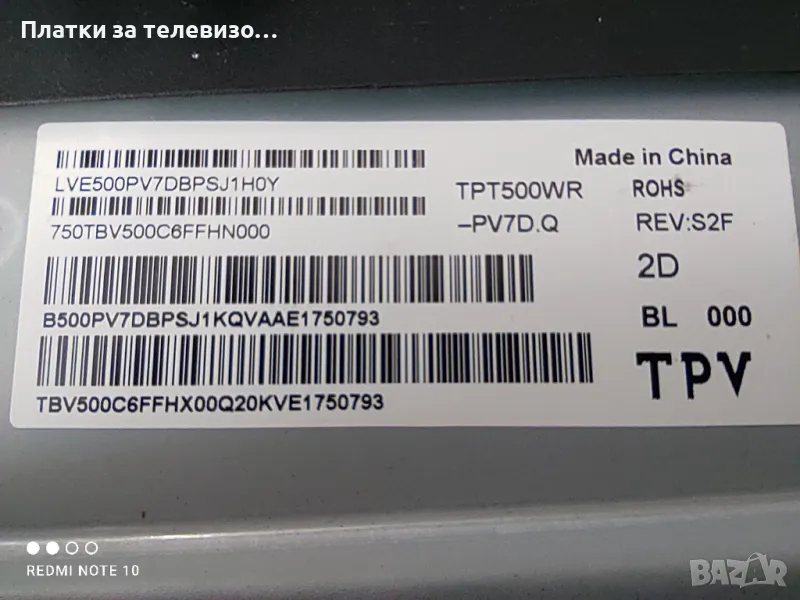 Платки за телевизо...
Made in China
LVE500PV7DBPSJ1H0Y
TPT500WR
ROHS
750TBV500C6FFHN000
-PV7D.Q
REV:S2F
2D
B500PV7DBPSJ1KQVAAE1750793
BL 000
TPV
TBV500C6FFHX00Q20KVE1750793
REDMI NOTE 10
BAZAR